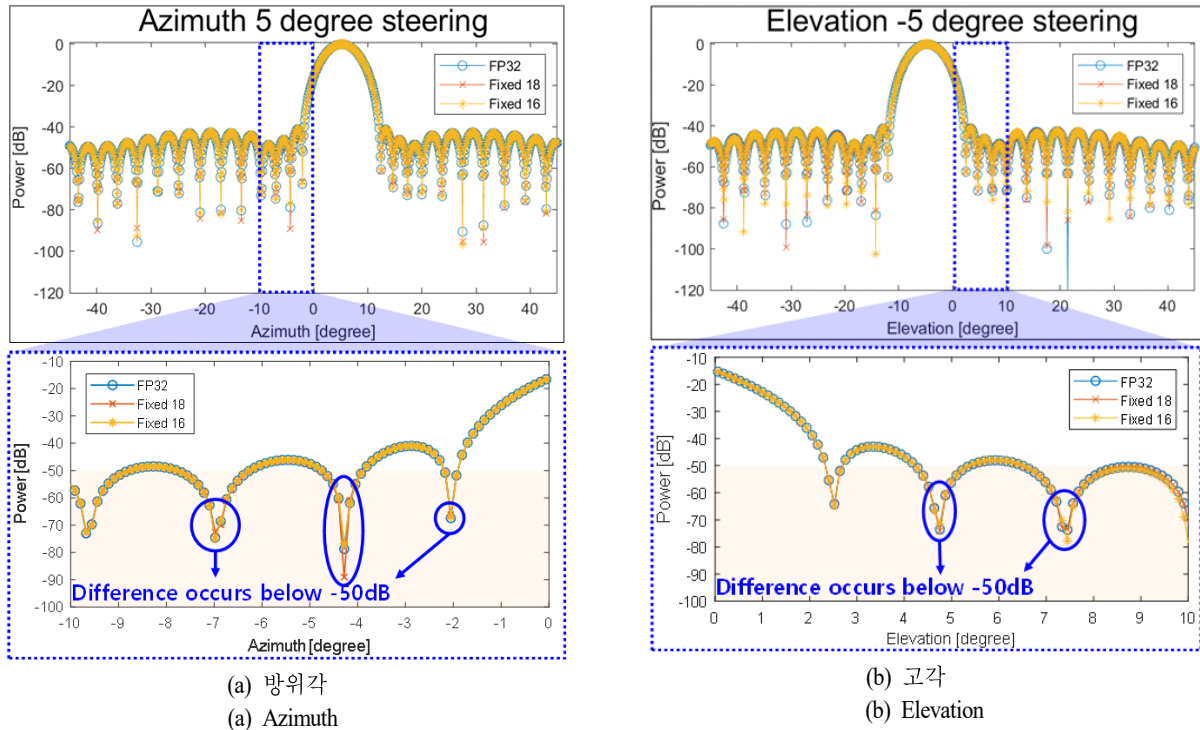 Azimuth 5 degree steering
0
-20
-40
-60
-80
-100
-120
Power [dB]
FP32
Fixed 18
Fixed 16
-40
-30
-20
-10
0
10
20
30
40
Azimuth [degree]
-10
-20
-30
-40
-50
-60
-70
-80
-90
-100
Power [dB]
FP32
Fixed 18
Fixed 16
Difference occurs below -50dB
-10
-9
-8
-7
-6
-5
-4
-3
-2
-1
0
Azimuth [degree]
(a) 방위각
(a) Azimuth
Elevation -5 degree steering
0
-20
-40
-60
-80
-100
-120
Power [dB]
FP32
Fixed 18
Fixed 16
-40
-30
-20
-10
0
10
20
30
40
Elevation [degree]
-10
-20
-30
-40
-50
-60
-70
-80
-90
-100
Power [dB]
FP32
Fixed 18
Fixed 16
Difference occurs below -50dB
0
1
2
3
4
5
6
7
8
9
10
Elevation [degree]
(b) 고각
(b) Elevation